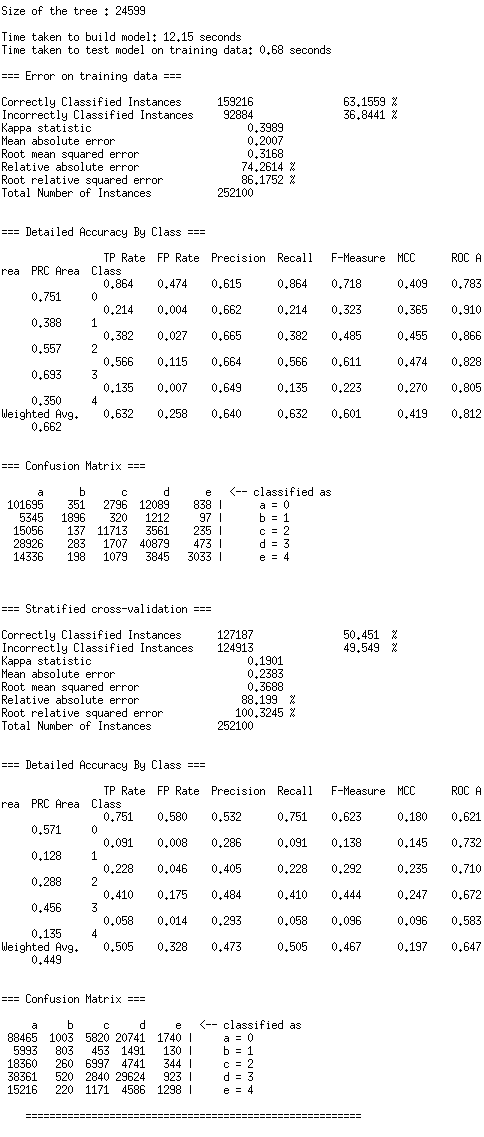 Size of the tree : 24599
Time taken to build model: 12.15 seconds
Time taken to test model on training data: 0.68 seconds
=== Error on training data ===
Correctly Classified Instances 159216 63.1559 %
Incorrectly Classified Instances 92884 36.8441 %
Kappa statistic 0.3989
Mean absolute error 0.2007
Root mean squared error 0.3168
Relative absolute error 74.2614 %
Root relative squared error 86.1752 %
Total Number of Instances 252100
=== Detailed Accuracy By Class ===
TP Rate FP Rate Precision Recall F-Measure MCC ROC A
rea PRC Area Class
0.864 0.474 0.615 0.864 0.718 0.409 0.783
0.751 0
0.214 0.004 0.662 0.214 0.323 0.365 0.910
0.388 1
0.382 0.027 0.665 0.382 0.485 0.455 0.866
0.557 2
0.566 0.115 0.664 0.566 0.611 0.474 0.828
0.693 3
0.135 0.007 0.649 0.135 0.223 0.270 0.805
0.350 4
Weighted Avg. 0.632 0.258 0.640 0.632 0.601 0.419 0.812
0.662
=== Confusion Matrix ===
a b c d e <-- classified as
101695 351 2796 12089 838 | a = 0
5345 1896 320 1212 97 | b = 1
15056 137 11713 3561 235 | c = 2
28926 283 1707 40879 473 | d = 3
14336 198 1079 3845 3033 | e = 4
=== Stratified cross-validation ===
Correctly Classified Instances 127187 50.451 %
Incorrectly Classified Instances 124913 49.549 %
Kappa statistic 0.1901
Mean absolute error 0.2383
Root mean squared error 0.3688
Relative absolute error 88.199 %
Root relative squared error 100.3245 %
Total Number of Instances 252100
=== Detailed Accuracy By Class ===
TP Rate FP Rate Precision Recall F-Measure MCC ROC A
rea PRC Area Class
0.751 0.580 0.532 0.751 0.623 0.180 0.621
0.571 0
0.091 0.008 0.286 0.091 0.138 0.145 0.732
0.128 1
0.228 0.046 0.405 0.228 0.292 0.235 0.710
0.288 2
0.410 0.175 0.484 0.410 0.444 0.247 0.672
0.456 3
0.058 0.014 0.293 0.058 0.096 0.096 0.583
0.135 4
Weighted Avg. 0.505 0.328 0.473 0.505 0.467 0.197 0.647
0.449
=== Confusion Matrix ===
a b c d e <-- classified as
88465 1003 5820 20741 1740 | a = 0
5993 803 453 1491 130 | b = 1
18360 260 6997 4741 344 | c = 2
38361 520 2840 29624 923 | d = 3
15216 220 1171 4586 1298 | e = 4
========================================================